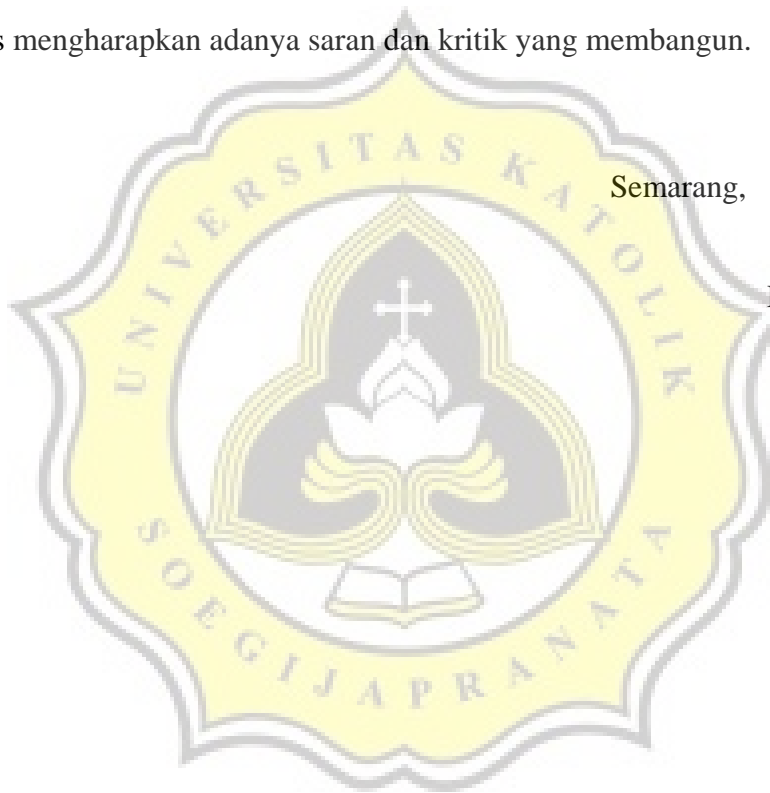 s mengharapkan adanya saran dan kritik yang membangun.
Semarang,
UNIVERSITAS KATOLIK
SOEGIJAPRANATA